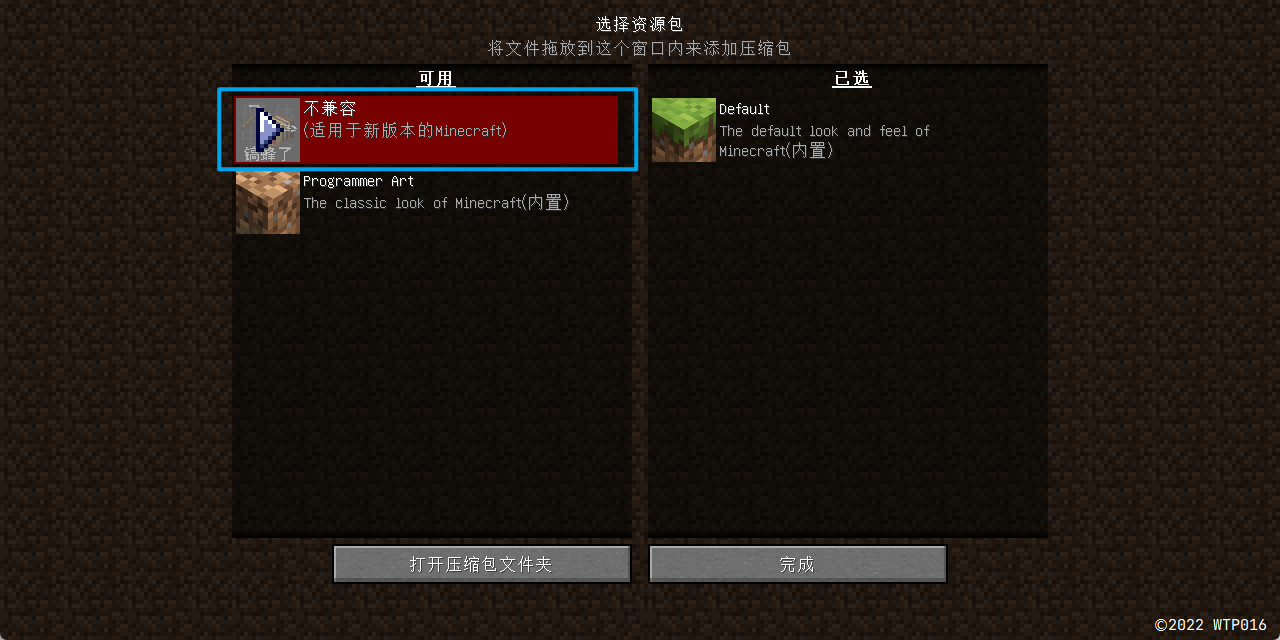 选择资源包
将文件拖放到这个窗口内来添加压缩包
可用
不兼容
(适用于新版本的Minecraft)
镐蜂了
Programmer Art
The classic look of Minecraft(内置)
已选
Default
The default look and feel of
Minecraft(内置)
打开压缩包文件夹
完成
©2022 WTP016